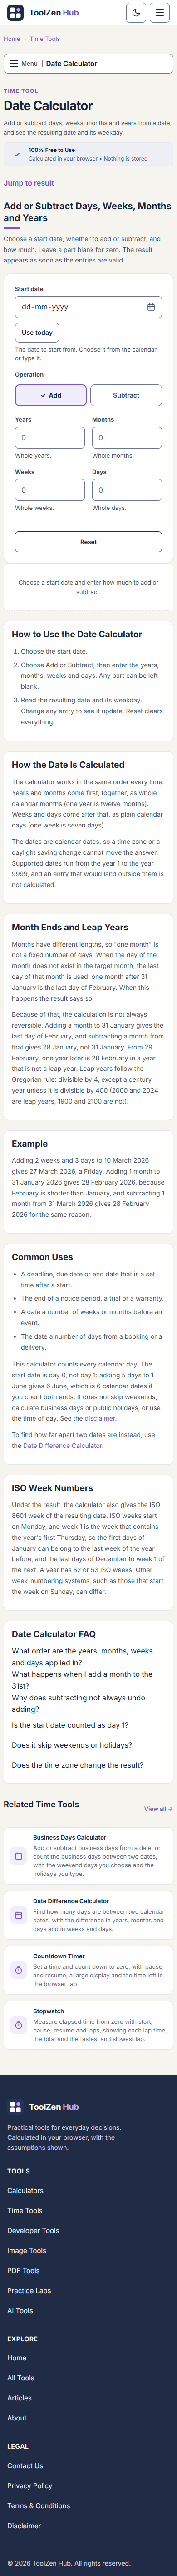 ToolZen Hub
Home › Time Tools
Menu | Date Calculator
TIME TOOL
Date Calculator
Add or subtract days, weeks, months and years from a date,
and see the resulting date and its weekday.
✓ 100% Free to Use
Calculated in your browser • Nothing is stored
Jump to result
Add or Subtract Days, Weeks, Months
and Years
Choose a start date, whether to add or subtract, and
how much. Leave a part blank for zero. The result
appears as soon as the entries are valid.
Start date
dd-mm-yyyy
Use today
The date to start from. Choose it from the calendar
or type it.
Operation
✓ Add
Subtract
Years
Months
0
0
Whole years.
Whole months.
Weeks
Days
0
0
Whole weeks.
Whole days.
Reset
Choose a start date and enter how much to add or
subtract.
How to Use the Date Calculator
1. Choose the start date.
2. Choose Add or Subtract, then enter the years,
months, weeks and days. Any part can be left
blank.
3. Read the resulting date and its weekday.
Change any entry to see it update. Reset clears
everything.
How the Date Is Calculated
The calculator works in the same order every time.
Years and months come first, together, as whole
calendar months (one year is twelve months).
Weeks and days come after that, as plain calendar
days (one week is seven days).
The dates are calendar dates, so a time zone or a
daylight saving change cannot move the answer.
Supported dates run from the year 1 to the year
9999, and an entry that would land outside them is
not calculated.
Month Ends and Leap Years
Months have different lengths, so "one month" is
not a fixed number of days. When the day of the
month does not exist in the target month, the last
day of that month is used: one month after 31
January is the last day of February. When this
happens the result says so.
Because of that, the calculation is not always
reversible. Adding a month to 31 January gives the
last day of February, and subtracting a month from
that gives 28 January, not 31 January. From 29
February, one year later is 28 February in a year
that is not a leap year. Leap years follow the
Gregorian rule: divisible by 4, except a century
year unless it is divisible by 400 (2000 and 2024
are leap years, 1900 and 2100 are not).
Example
Adding 2 weeks and 3 days to 10 March 2026
gives 27 March 2026, a Friday. Adding 1 month to
31 January 2026 gives 28 February 2026, because
February is shorter than January, and subtracting 1
month from 31 March 2026 gives 28 February
2026 for the same reason.
Common Uses
• A deadline, due date or end date that is a set
time after a start.
• The end of a notice period, a trial or a warranty.
• A date a number of weeks or months before an
event.
• The date a number of days from a booking or a
delivery.
This calculator counts every calendar day. The
start date is day 0, not day 1: adding 5 days to 1
June gives 6 June, which is 6 calendar dates if
you count both ends. It does not skip weekends,
calculate business days or public holidays, or use
the time of day. See the disclaimer.
To find how far apart two dates are instead, use
the Date Difference Calculator.
ISO Week Numbers
Under the result, the calculator also gives the ISO
8601 week of the resulting date. ISO weeks start
on Monday, and week 1 is the week that contains
the year's first Thursday, so the first days of
January can belong to the last week of the year
before, and the last days of December to week 1 of
the next. A year has 52 or 53 ISO weeks. Other
week-numbering systems, such as those that start
the week on Sunday, can differ.
Date Calculator FAQ
What order are the years, months, weeks
and days applied in?
What happens when I add a month to the
31st?
Why does subtracting not always undo
adding?
Is the start date counted as day 1?
Does it skip weekends or holidays?
Does the time zone change the result?
Related Time Tools
View all →
Business Days Calculator
Add or subtract business days from a date, or
count the business days between two dates,
with the weekend days you choose and the
holidays you type.
Date Difference Calculator
Find how many days are between two calendar
dates, with the difference in years, months and
days and in weeks and days.
Countdown Timer
Set a time and count down to zero, with pause
and resume, a large display and the time left in
the browser tab.
Stopwatch
Measure elapsed time from zero with start,
pause, resume and laps, showing each lap time,
the total and the fastest and slowest lap.
ToolZen Hub
Practical tools for everyday decisions.
Calculated in your browser, with the
assumptions shown.
TOOLS
Calculators
Time Tools
Developer Tools
Image Tools
PDF Tools
Practice Labs
AI Tools
EXPLORE
Home
All Tools
Articles
About
LEGAL
Contact Us
Privacy Policy
Terms & Conditions
Disclaimer
© 2026 ToolZen Hub. All rights reserved.